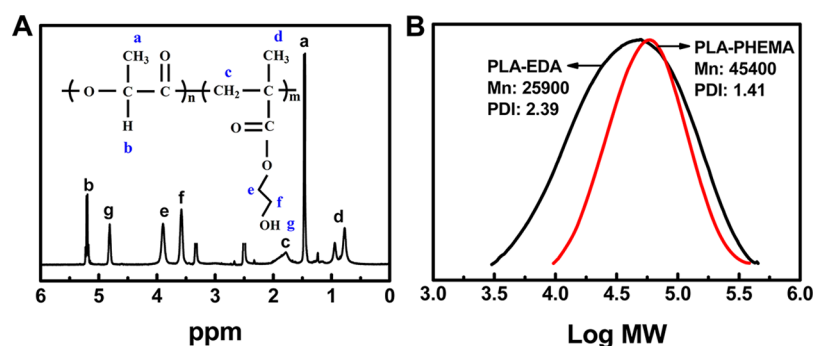 A
a
CH₃
O
O
C
C
H
b
n
c
CH₂
d
CH₃
C
m
O
C
O
e
f
OH
g
a
b
g
e
f
c
d
6
5
4
3
2
1
0
ppm
B
PLA-EDA
Mn: 25900
PDI: 2.39
PLA-PHEMA
Mn: 45400
PDI: 1.41
3.0
3.5
4.0
4.5
5.0
5.5
6.0
Log MW